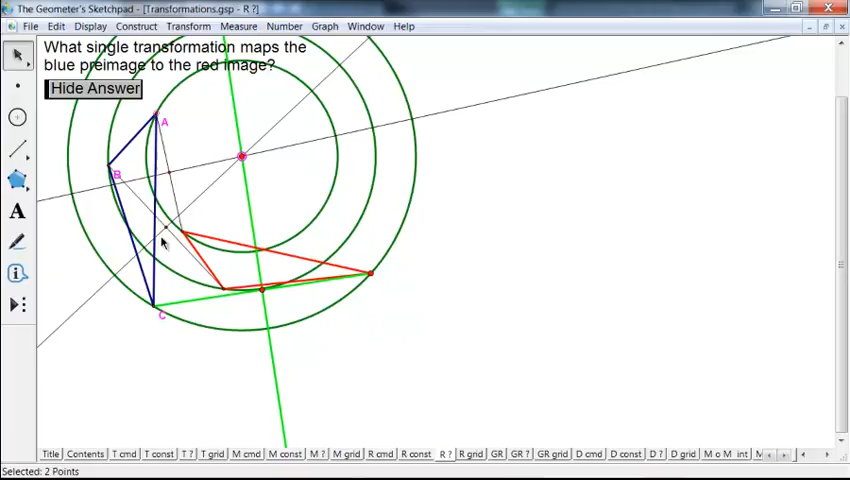 The Geometer's Sketchpad - [Transformations.gsp - R ?]
File Edit Display Construct Transform Measure Number Graph Window Help
What single transformation maps the
blue preimage to the red image?
Hide Answer
A
B
C
A
Title Contents T cmd T const T ? T grid M cmd M const M ? M grid R cmd R const R ? R grid GR GR ? GR grid D cmd D const D ? D grid M o M int M
Selected: 2 Points